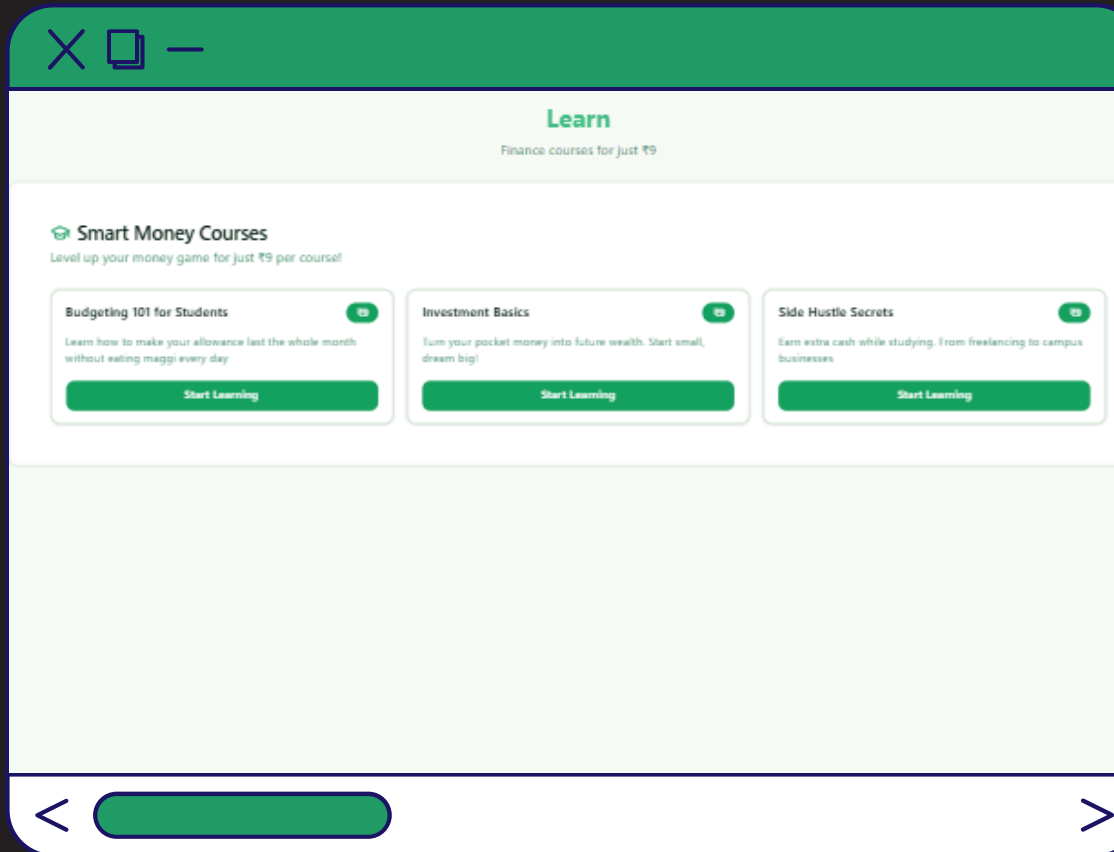 Learn
Finance courses for just ₹9
Smart Money Courses
Level up your money game for just ₹9 per course!
Budgeting 101 for Students
₹9
Learn how to make your allowance last the whole month
without eating maggi every day
Start Learning
Investment Basics
₹9
Turn your pocket money into future wealth. Start small,
dream big!
Start Learning
Side Hustle Secrets
₹9
Earn extra cash while studying. From freelancing to campus
businesses
Start Learning